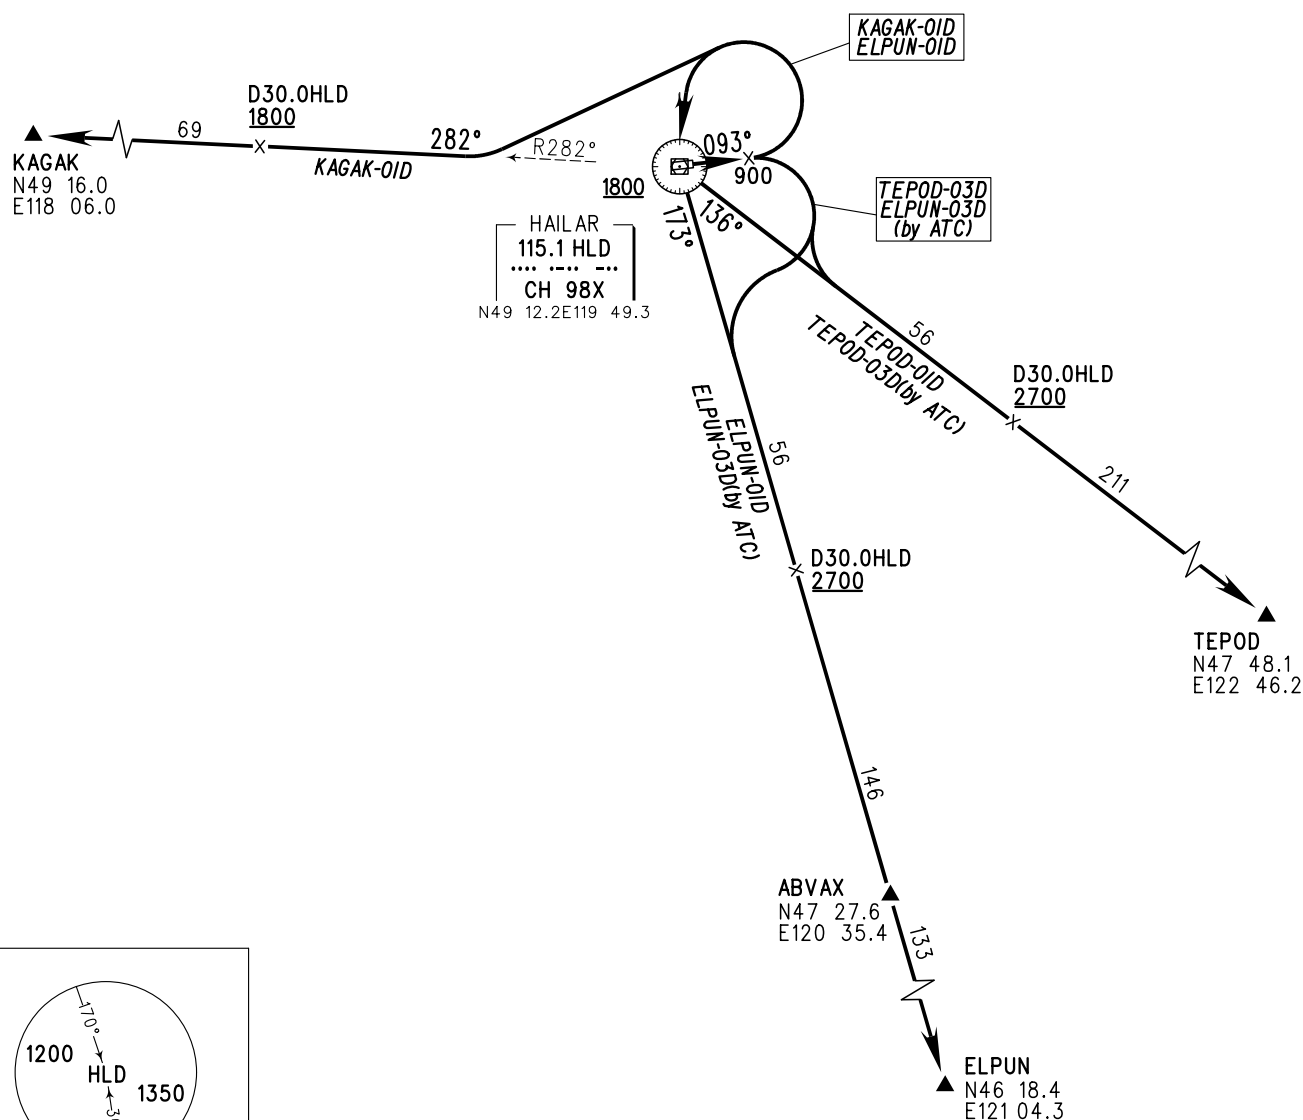 KAGAK-01D
ELPUN-01D
D30.0HLD
1800
69
282°
R282°
093°
900
KAGAK
N49 16.0
E118 06.0
KAGAK-01D
1800
173°
136°
TEPOD-03D
ELPUN-03D
(by ATC)
HAILAR
115.1 HLD
.... .-.. -..
CH 98X
N49 12.2E119 49.3
56
TEPOD-01D
TEPOD-03D(by ATC)
D30.0HLD
2700
ELPUN-01D
ELPUN-03D(by ATC)
56
211
D30.0HLD
2700
TEPOD
N47 48.1
E122 46.2
146
ABVAX
N47 27.6
E120 35.4
133
170°
1200
HLD
1350
ELPUN
N46 18.4
E121 04.3